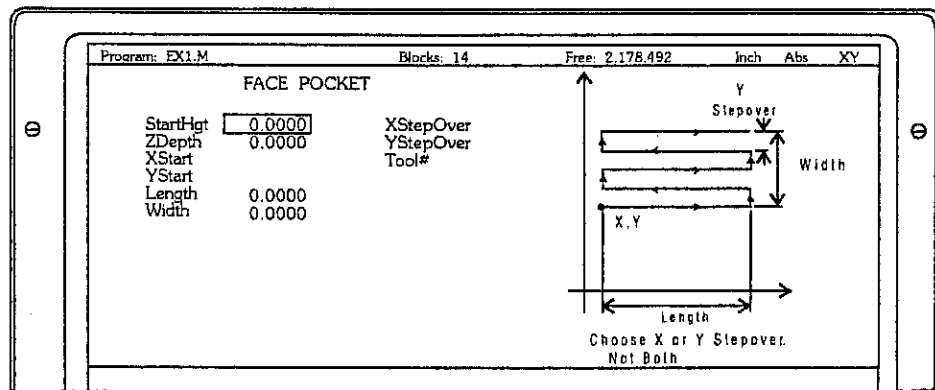 Program: EX1.M Blocks: 14 Free: 2,178,492 Inch Abs XY
FACE POCKET
StartHgt 0.0000 XStepOver
ZDepth 0.0000 YStepOver
XStart Tool#
YStart
Length 0.0000
Width 0.0000
Y
Stepover
Width
X,Y
Length
Choose X or Y Stepover.
Not Both